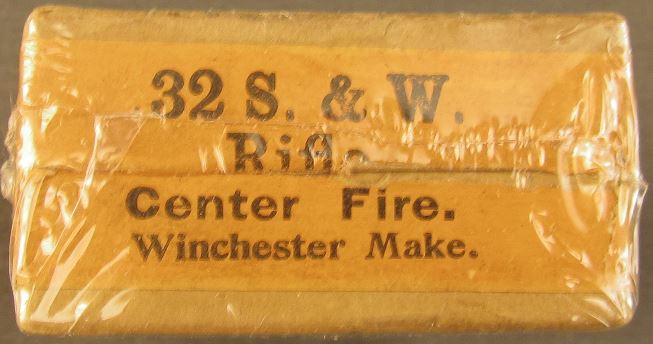 .32 S. & W.
Rifle
Center Fire.
Winchester Make.